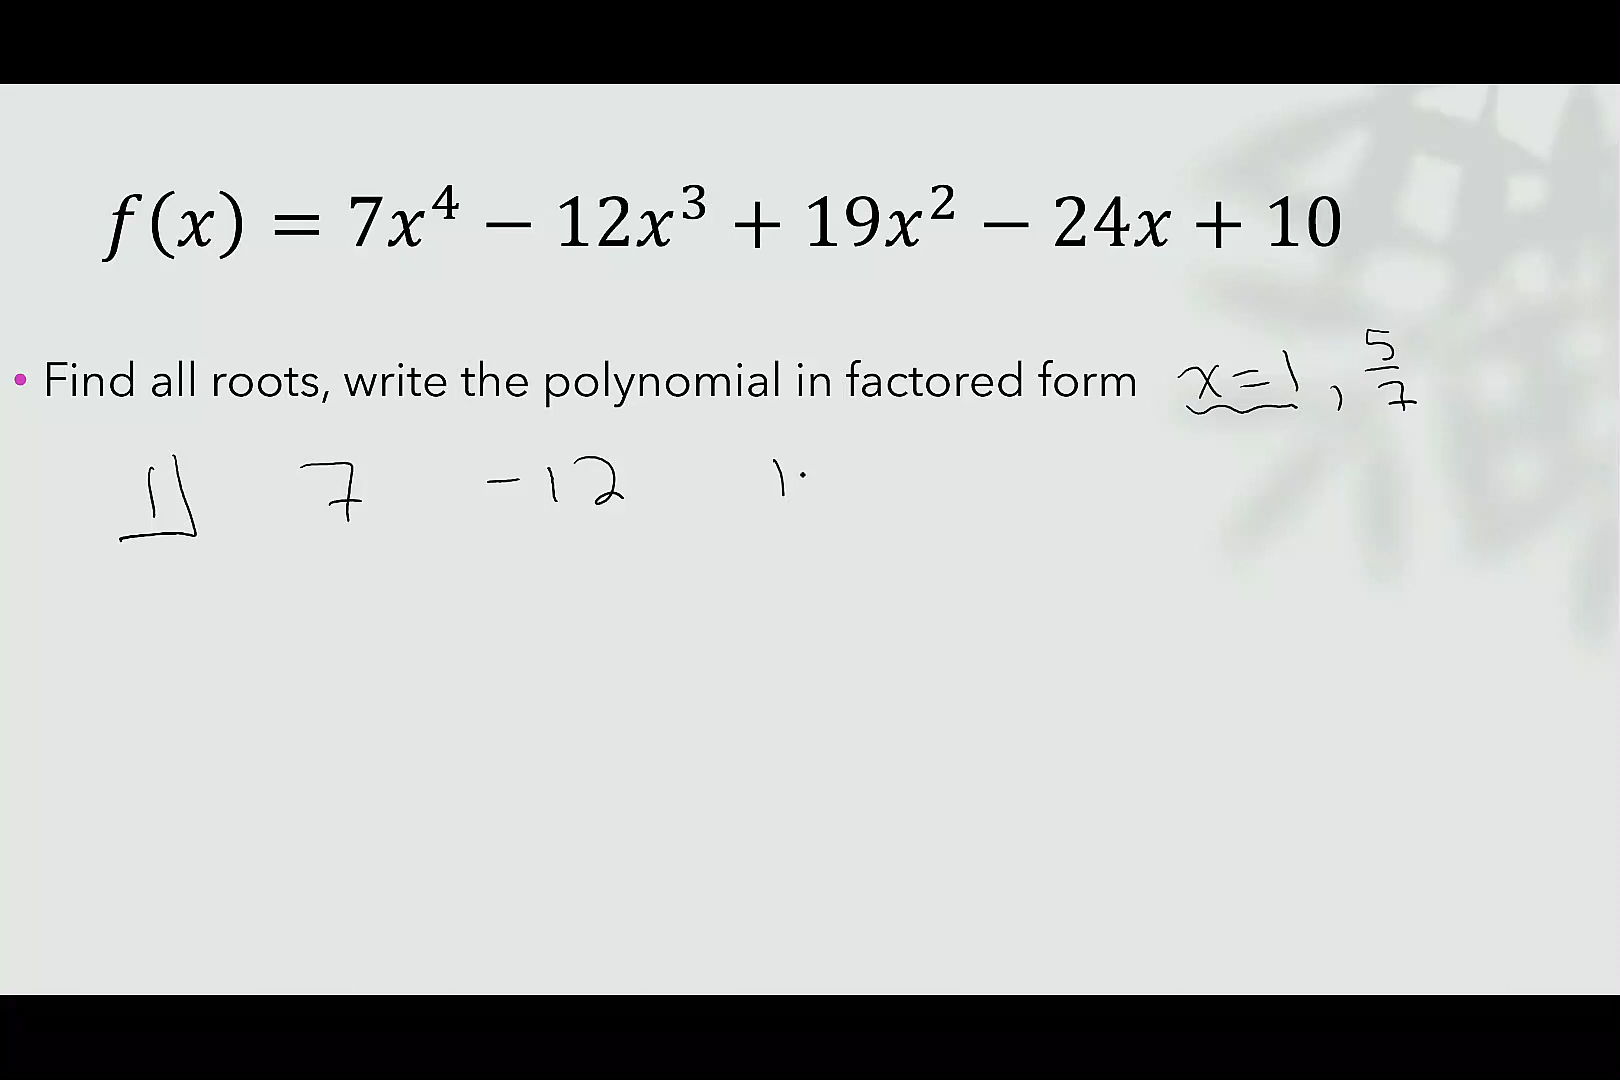 f(x) = 7x⁴ − 12x³ + 19x² − 24x + 10
• Find all roots, write the polynomial in factored form x = 1, 5/7
1 7 -12 1